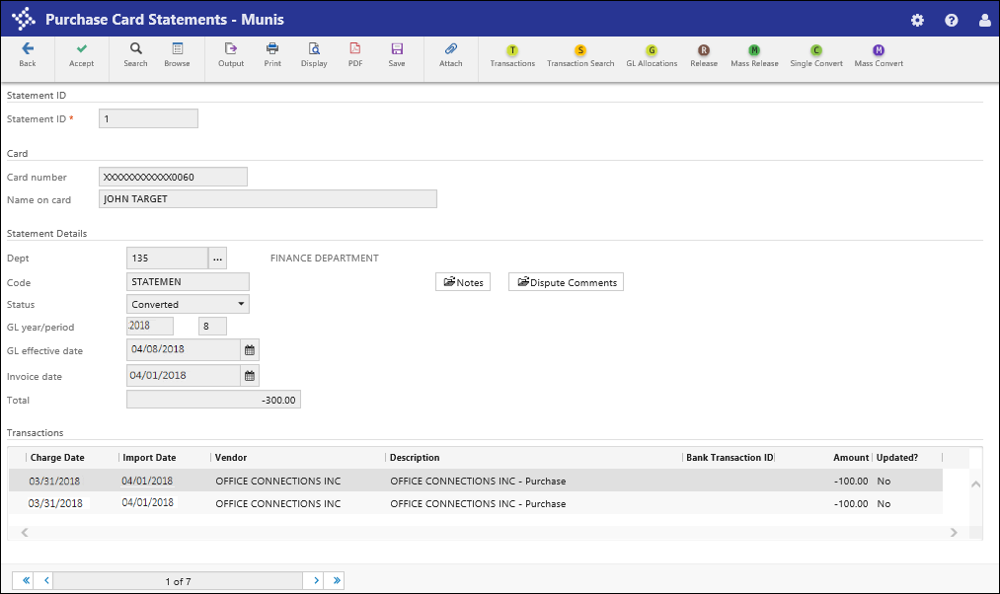 Purchase Card Statements - Munis
Back Accept Search Browse Output Print Display PDF Save Attach Transactions Transaction Search GL Allocations Release Mass Release Single Convert Mass Convert
T S G R M C M
Statement ID
Statement ID * 1
Card
Card number XXXXXXXXXXXX0060
Name on card JOHN TARGET
Statement Details
Dept 135 ... FINANCE DEPARTMENT
Code STATEMEN Notes Dispute Comments
Status Converted
GL year/period 2018 8
GL effective date 04/08/2018
Invoice date 04/01/2018
Total -300.00
Transactions
Charge Date Import Date Vendor Description Bank Transaction ID Amount Updated?
03/31/2018 04/01/2018 OFFICE CONNECTIONS INC OFFICE CONNECTIONS INC - Purchase -100.00 No
03/31/2018 04/01/2018 OFFICE CONNECTIONS INC OFFICE CONNECTIONS INC - Purchase -100.00 No
1 of 7